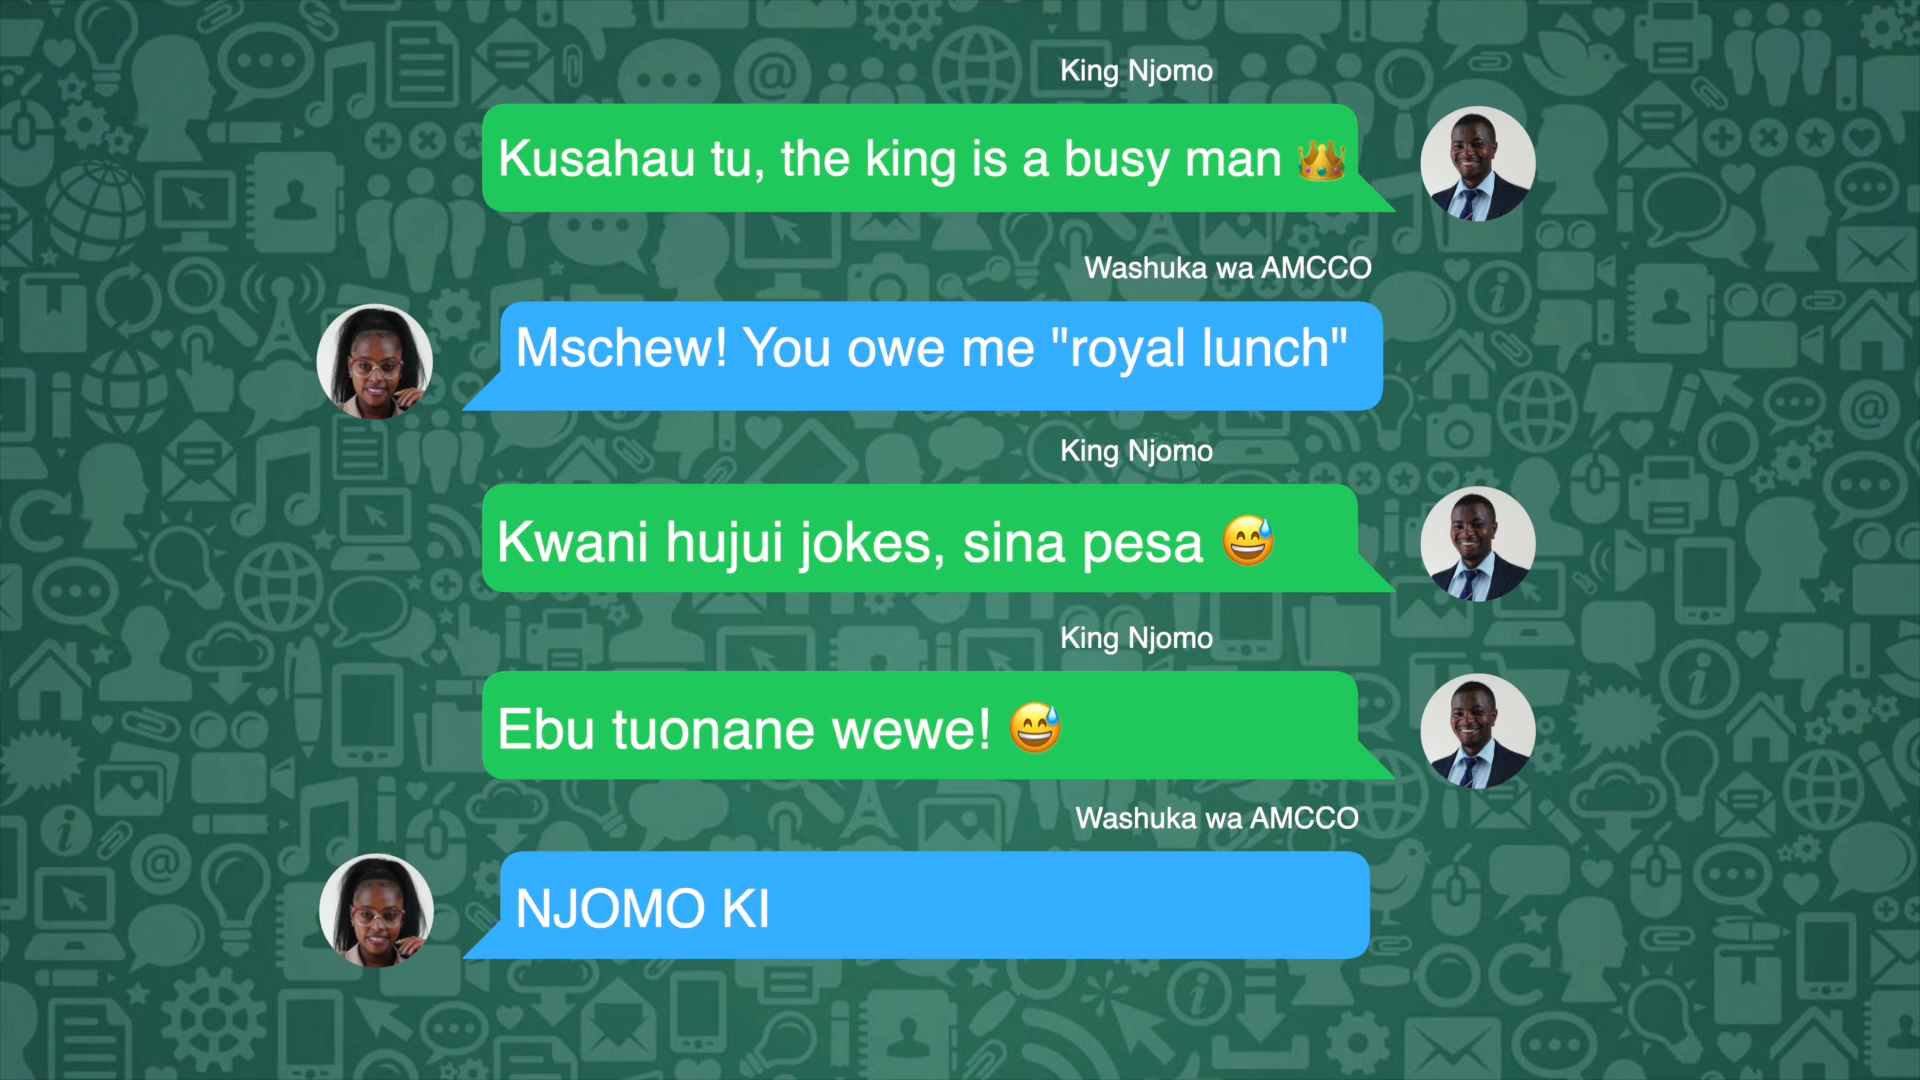 King Njomo
Kusahau tu, the king is a busy man 👑
Washuka wa AMCCO
Mschew! You owe me "royal lunch"
King Njomo
Kwani hujui jokes, sina pesa 😅
King Njomo
Ebu tuonane wewe! 😅
Washuka wa AMCCO
NJOMO KI